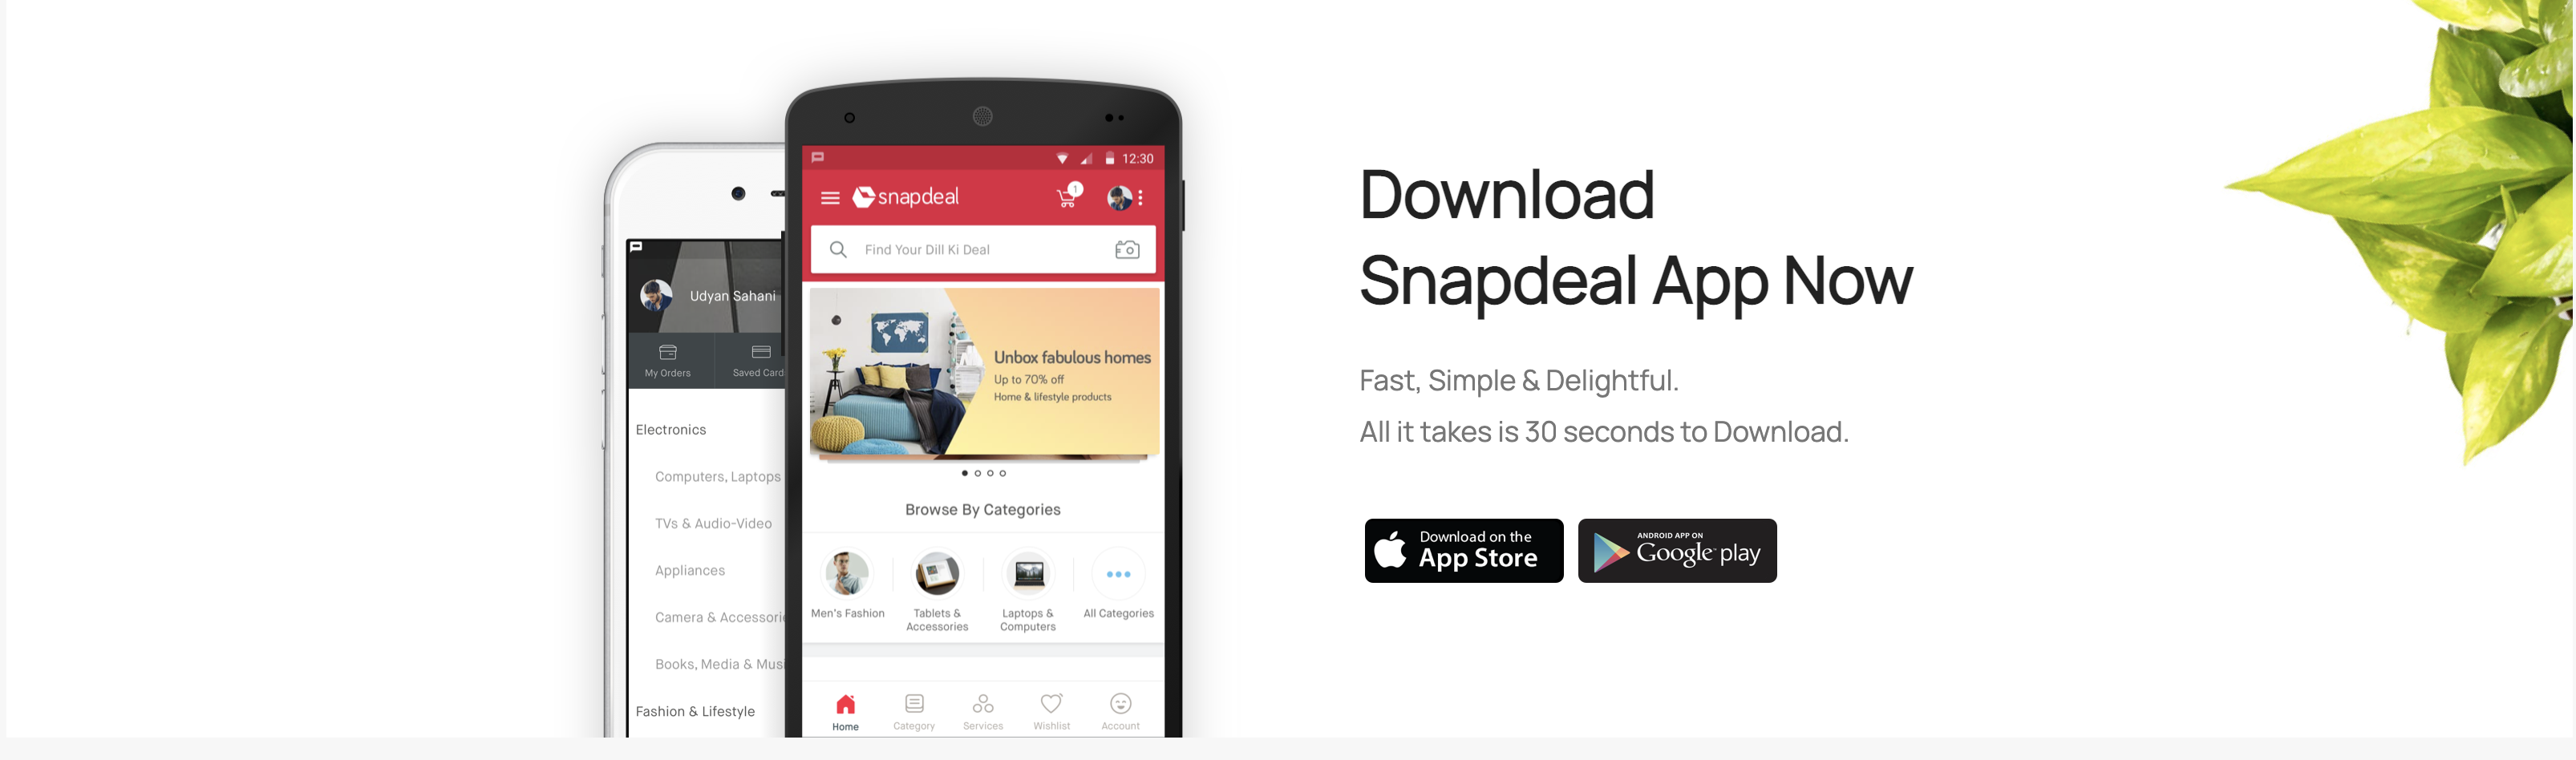 Udyan Sahani
My Orders
Saved Card
Electronics
Computers, Laptops
TVs & Audio-Video
Appliances
Camera & Accessori
Books, Media & Musi
Fashion & Lifestyle
12:30
snapdeal
1
Find Your Dill Ki Deal
Unbox fabulous homes
Up to 70% off
Home & lifestyle products
Browse By Categories
Men's Fashion
Tablets &
Accessories
Laptops &
Computers
All Categories
Home
Category
Services
Wishlist
Account
Download
Snapdeal App Now
Fast, Simple & Delightful.
All it takes is 30 seconds to Download.
Download on the
App Store
ANDROID APP ON
Google play